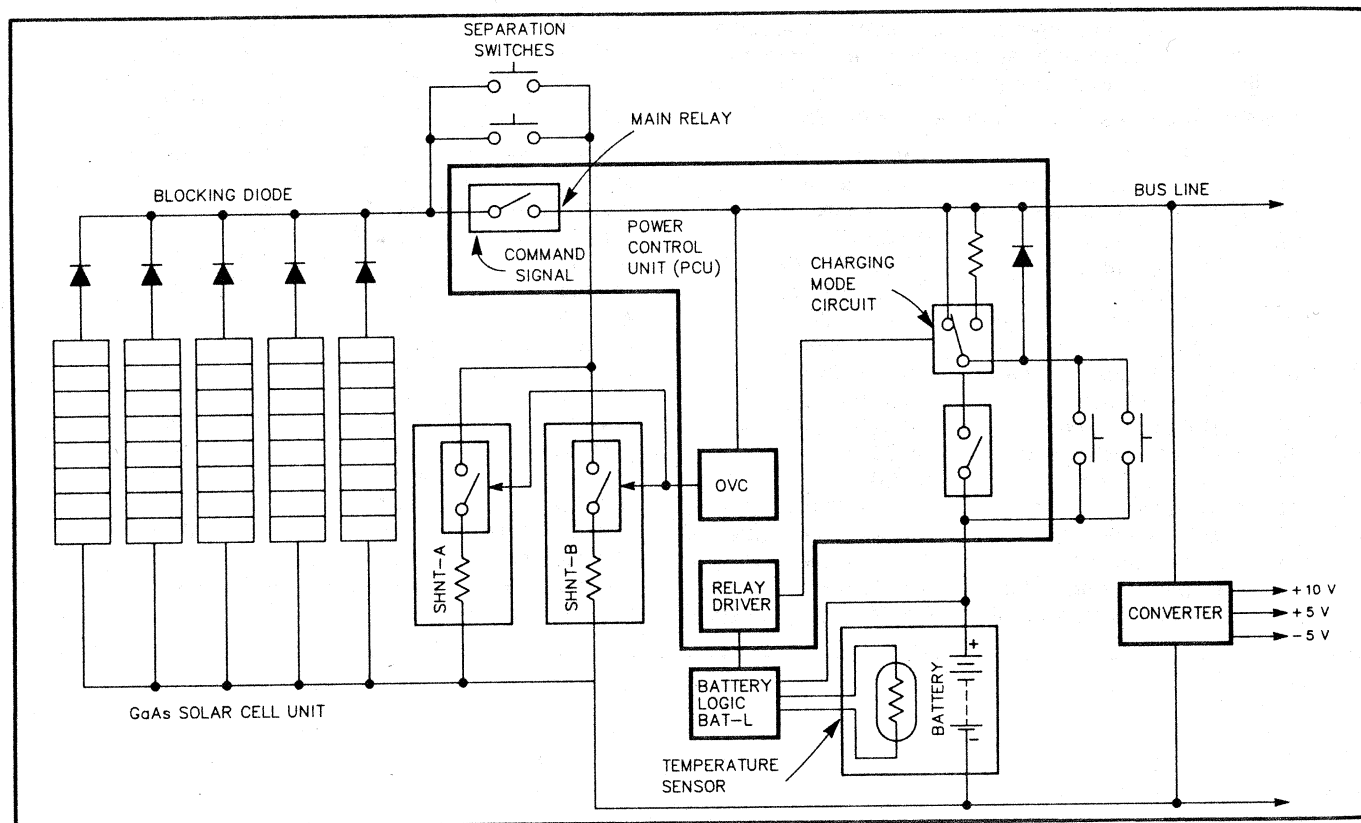 SEPARATION
SWITCHES
MAIN RELAY
BLOCKING DIODE
BUS LINE
COMMAND
SIGNAL
POWER
CONTROL
UNIT (PCU)
CHARGING
MODE
CIRCUIT
SHNT-A
SHNT-B
OVC
RELAY
DRIVER
CONVERTER
+10 V
+5 V
-5 V
BATTERY
LOGIC
BAT-L
+
BATTERY
-
GaAs SOLAR CELL UNIT
TEMPERATURE
SENSOR